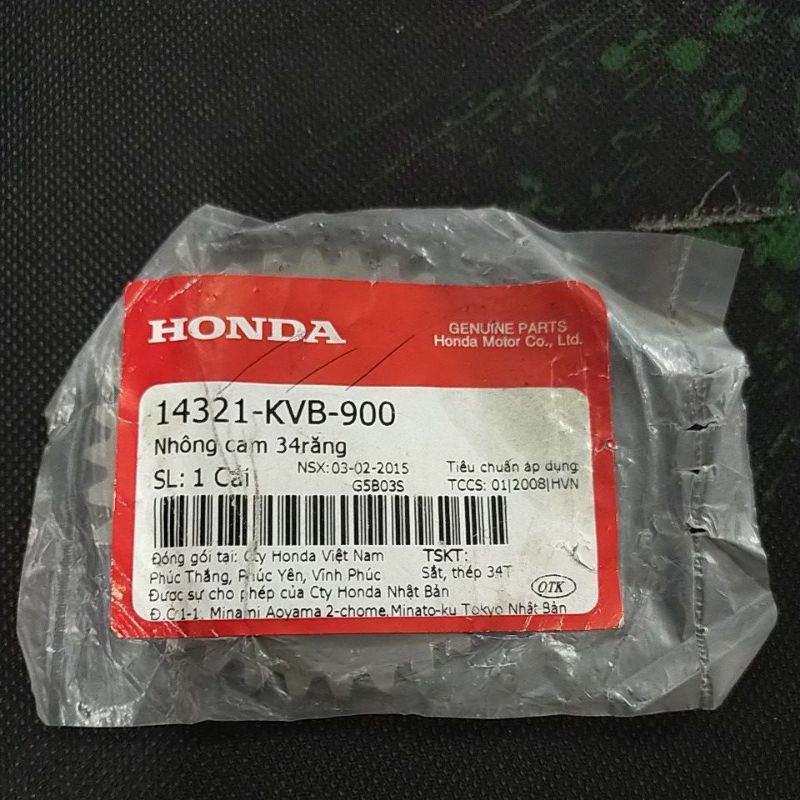 HONDA
GENUINE PARTS
Honda Motor Co., Ltd.
14321-KVB-900
Nhông cam 34răng
SL: 1 Cái
NSX: 03-02-2015
G5B03S
Tiêu chuẩn áp dụng
TCCS: 01|2008|HVN
Đóng gói tại: Cty Honda Việt Nam
Phúc Thắng, Phúc Yên, Vĩnh Phúc
TSKT:
Sắt, thép 34T
Được sự cho phép của Cty Honda Nhật Bản
Đ.C:1-1, Minami Aoyama 2-chome,Minato-ku Tokyo Nhật Bản
OTK